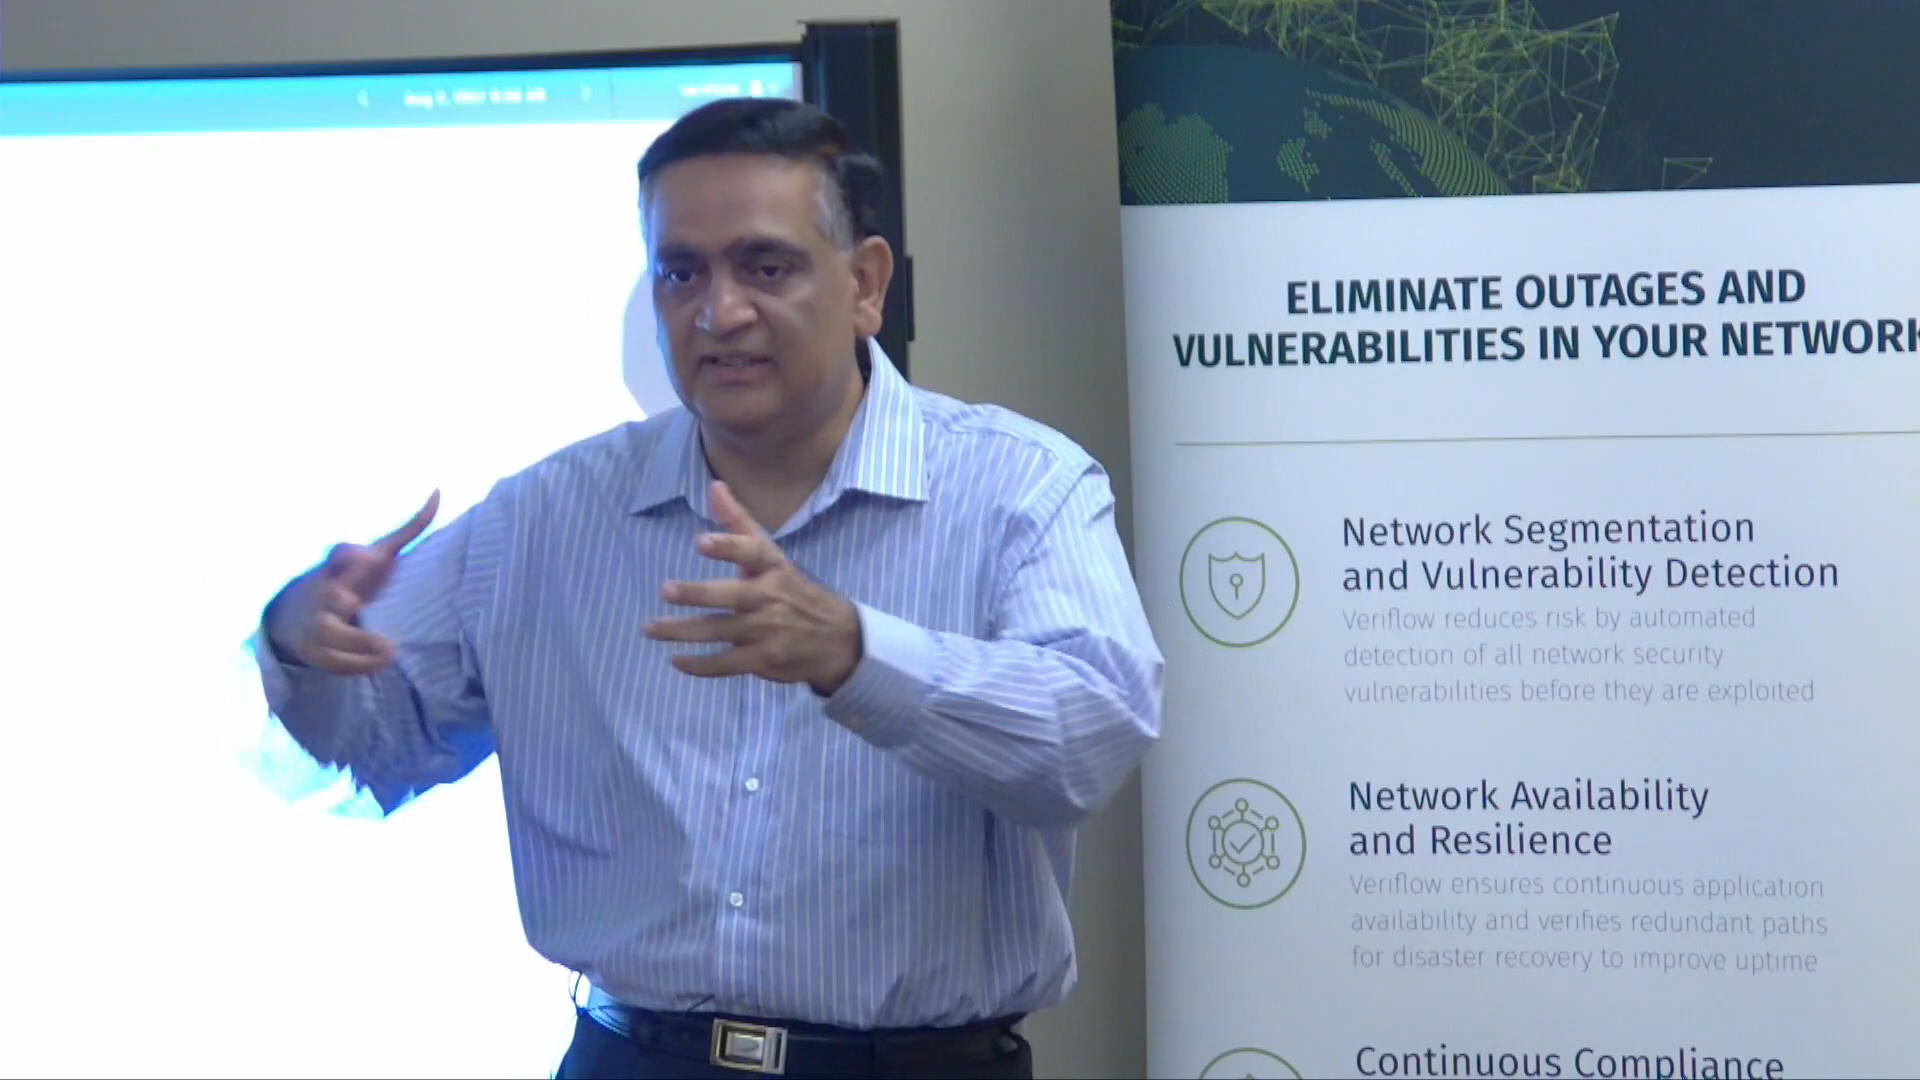 ELIMINATE OUTAGES AND
VULNERABILITIES IN YOUR NETWORK
Network Segmentation
and Vulnerability Detection
Veriflow reduces risk by automated
detection of all network security
vulnerabilities before they are exploited
Network Availability
and Resilience
Veriflow ensures continuous application
availability and verifies redundant paths
for disaster recovery to improve uptime
Continuous Compliance